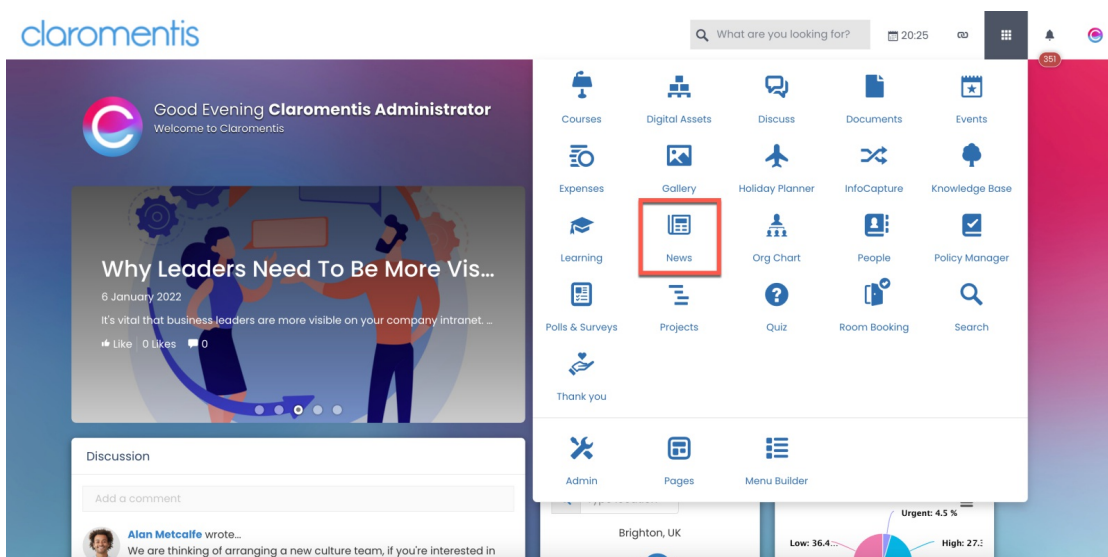 claromentis
What are you looking for?
20:25
351
Good Evening Claromentis Administrator
Welcome to Claromentis
Why Leaders Need To Be More Vis...
6 January 2022
It's vital that business leaders are more visible on your company intranet. ...
Like 0 Likes 0
Discussion
Add a comment
Alan Metcalfe wrote...
We are thinking of arranging a new culture team, if you're interested in
Courses
Digital Assets
Discuss
Documents
Events
Expenses
Gallery
Holiday Planner
InfoCapture
Knowledge Base
Learning
News
Org Chart
People
Policy Manager
Polls & Surveys
Projects
Quiz
Room Booking
Search
Thank you
Admin
Pages
Menu Builder
Brighton, UK
Urgent: 4.5 %
Low: 36.4...
High: 27.3